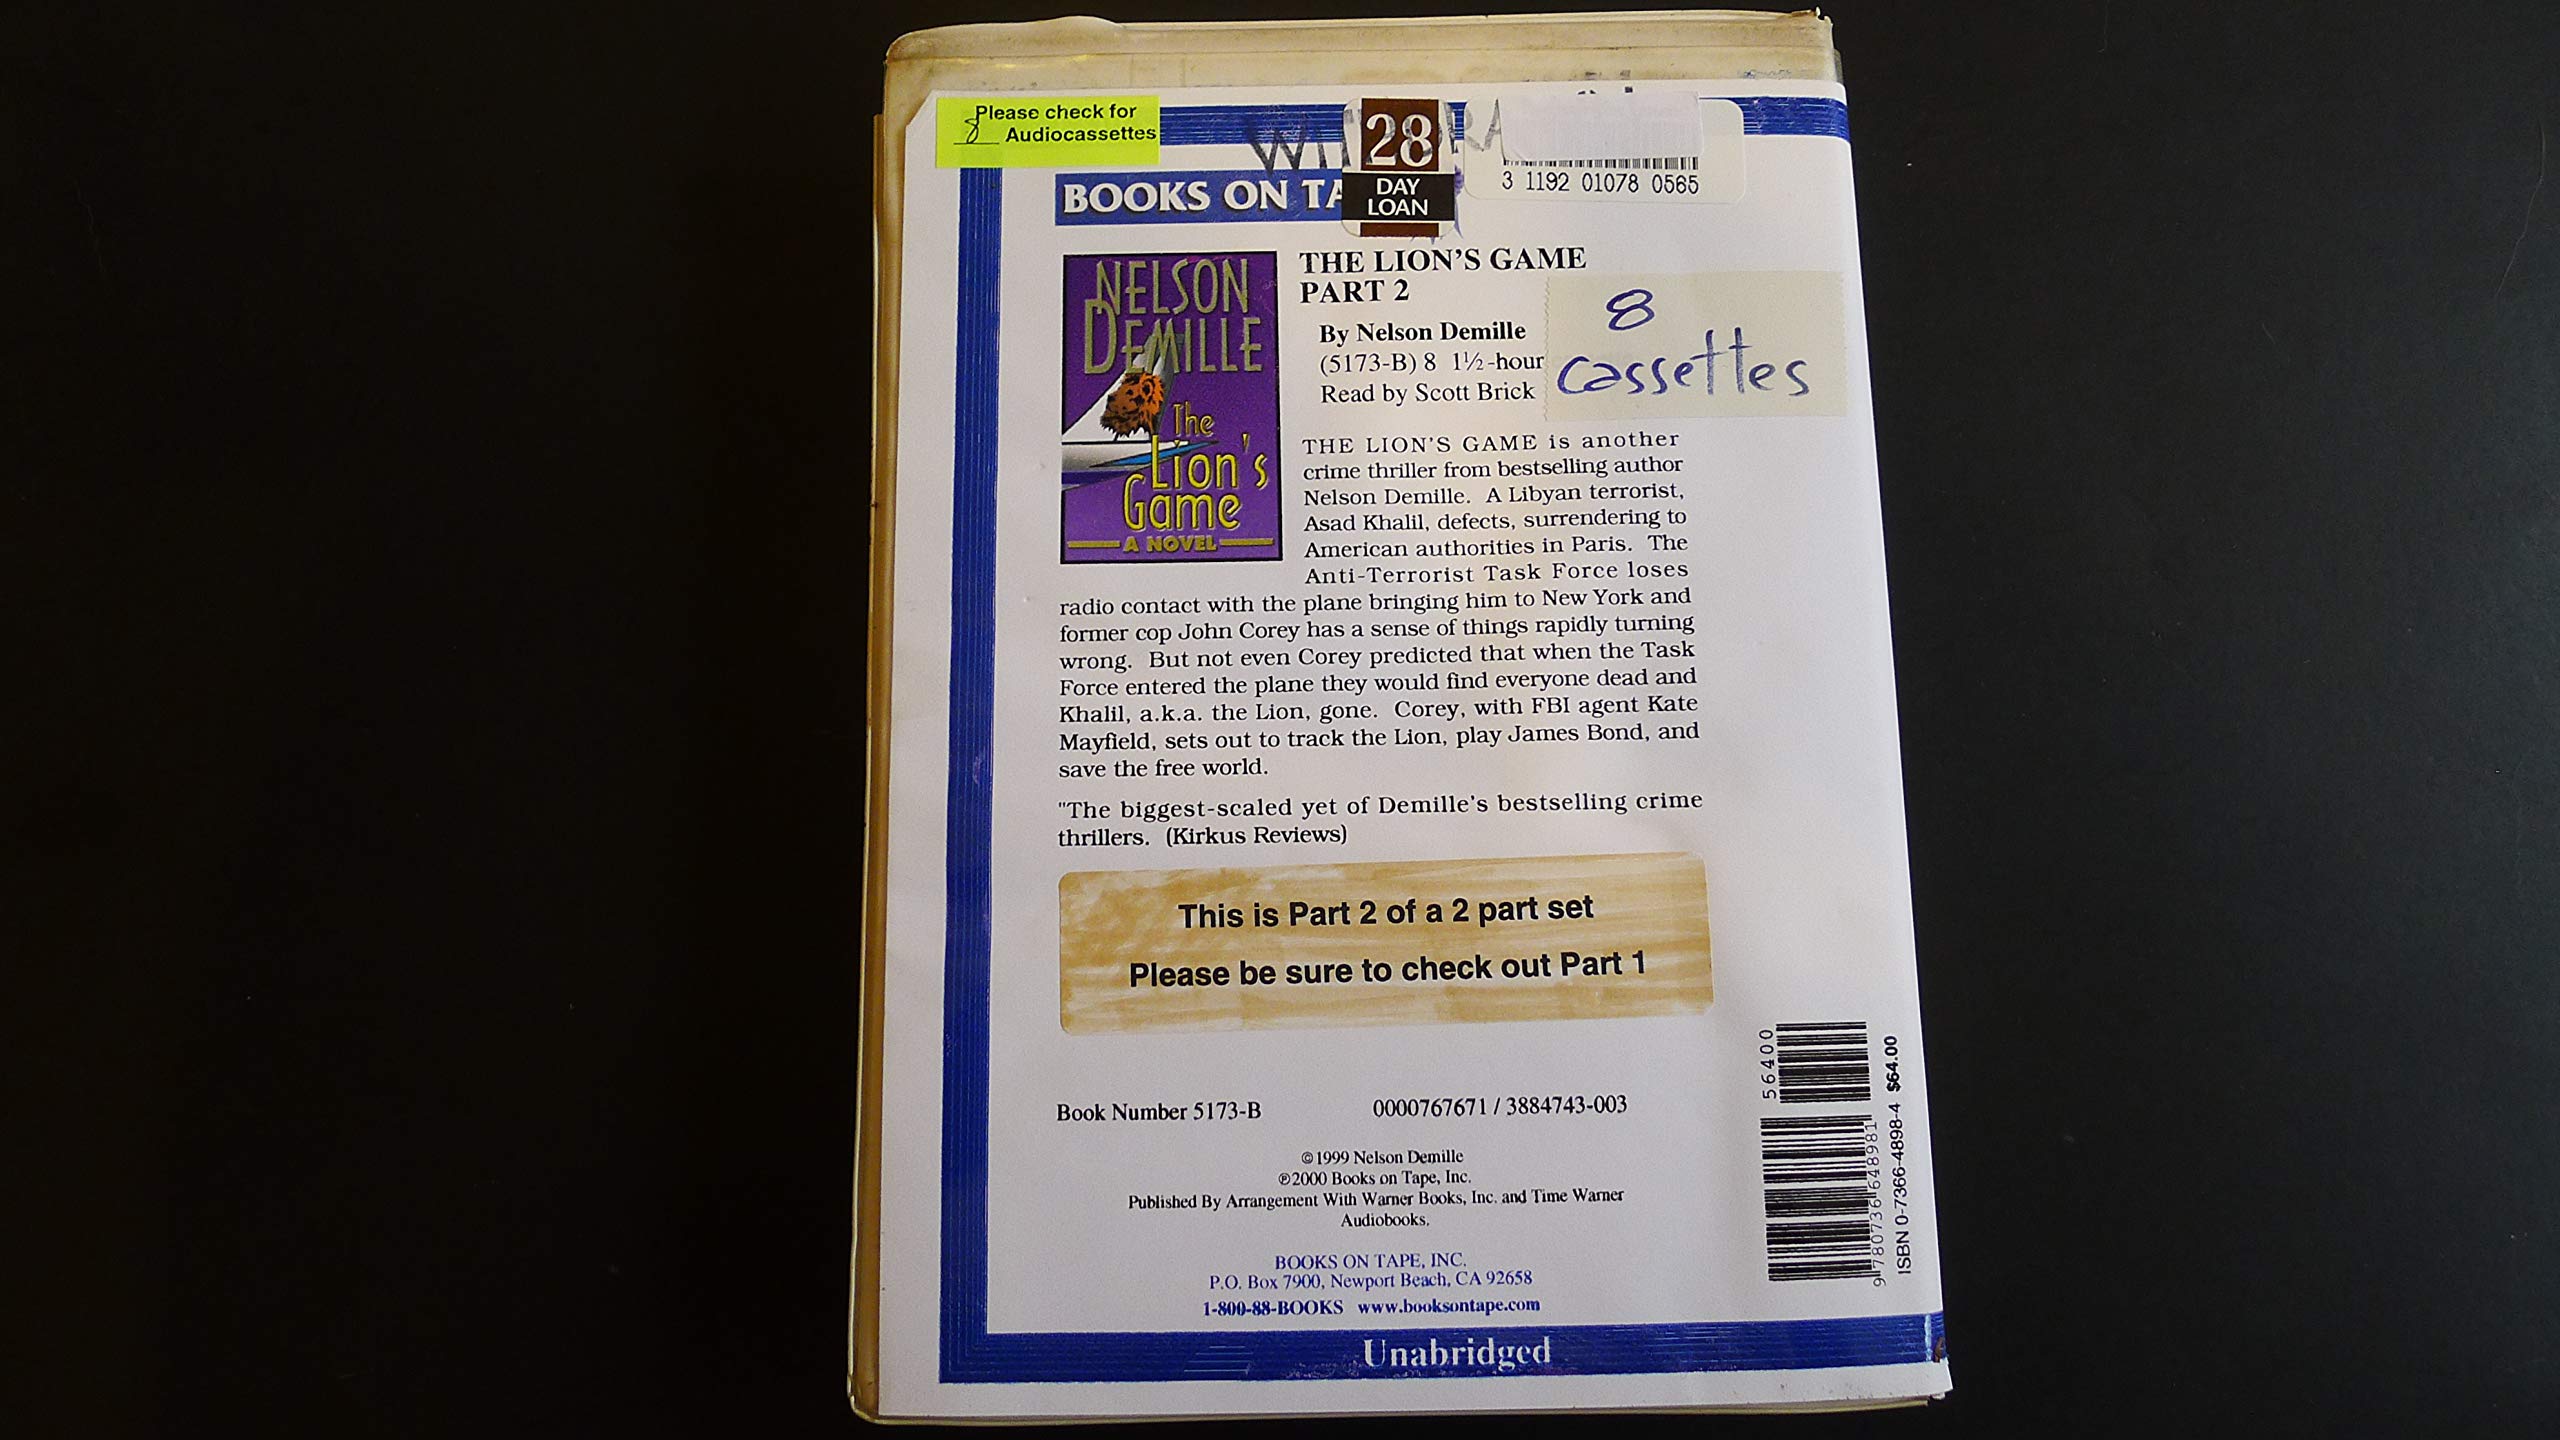 Please check for
8 Audiocassettes
28
DAY
LOAN
3 1192 01078 0565
BOOKS ON TA
NELSON
DEMILLE
The
Lion's
Game
A NOVEL
THE LION'S GAME
PART 2
By Nelson Demille
(5173-B) 8 1½-hour
Read by Scott Brick
8
cassettes
THE LION'S GAME is another
crime thriller from bestselling author
Nelson Demille. A Libyan terrorist,
Asad Khalil, defects, surrendering to
American authorities in Paris. The
Anti-Terrorist Task Force loses
radio contact with the plane bringing him to New York and
former cop John Corey has a sense of things rapidly turning
wrong. But not even Corey predicted that when the Task
Force entered the plane they would find everyone dead and
Khalil, a.k.a. the Lion, gone. Corey, with FBI agent Kate
Mayfield, sets out to track the Lion, play James Bond, and
save the free world.
"The biggest-scaled yet of Demille's bestselling crime
thrillers. (Kirkus Reviews)
This is Part 2 of a 2 part set
Please be sure to check out Part 1
Book Number 5173-B 0000767671 / 3884743-003
©1999 Nelson Demille
℗2000 Books on Tape, Inc.
Published By Arrangement With Warner Books, Inc. and Time Warner
Audiobooks.
BOOKS ON TAPE, INC.
P.O. Box 7900, Newport Beach, CA 92658
1-800-88-BOOKS www.booksontape.com
Unabridged
56400
9 780736 648981
ISBN 0-7366-4898-4 $64.00